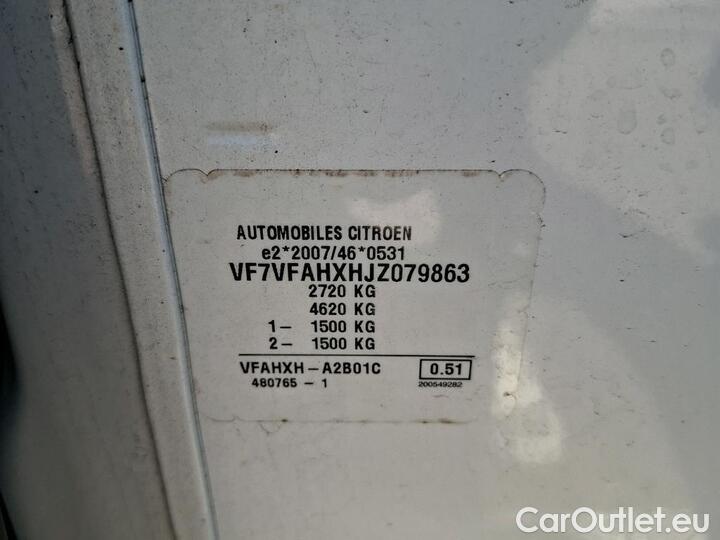 AUTOMOBILES CITROEN
e2*2007/46*0531
VF7VFAHXHJZ079863
2720 KG
4620 KG
1- 1500 KG
2- 1500 KG
VFAHXH-A2B01C 0.51
480765-1 200549282
CarOutlet.eu